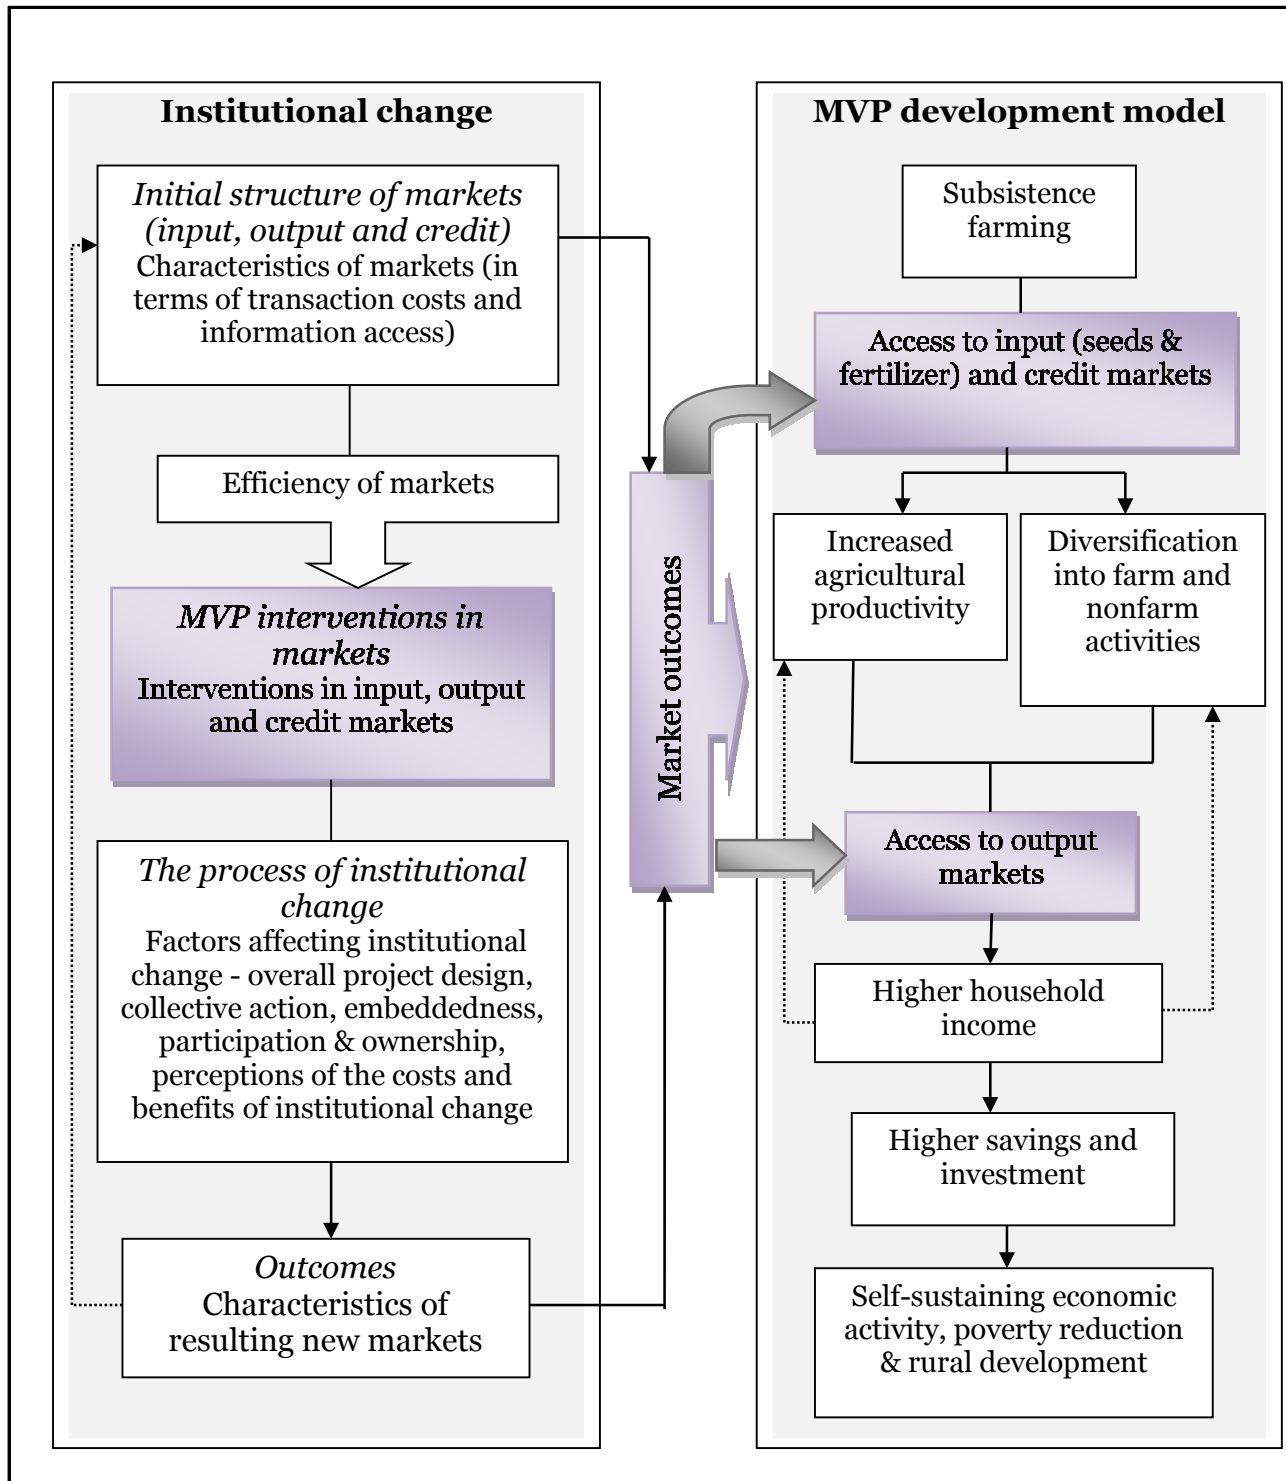 Institutional change
Initial structure of markets
(input, output and credit)
Characteristics of markets (in
terms of transaction costs and
information access)
Efficiency of markets
MVP interventions in
markets
Interventions in input, output
and credit markets
The process of institutional
change
Factors affecting institutional
change - overall project design,
collective action, embeddedness,
participation & ownership,
perceptions of the costs and
benefits of institutional change
Outcomes
Characteristics of
resulting new markets
Market outcomes
MVP development model
Subsistence
farming
Access to input (seeds &
fertilizer) and credit markets
Increased
agricultural
productivity
Diversification
into farm and
nonfarm
activities
Access to output
markets
Higher household
income
Higher savings and
investment
Self-sustaining economic
activity, poverty reduction
& rural development